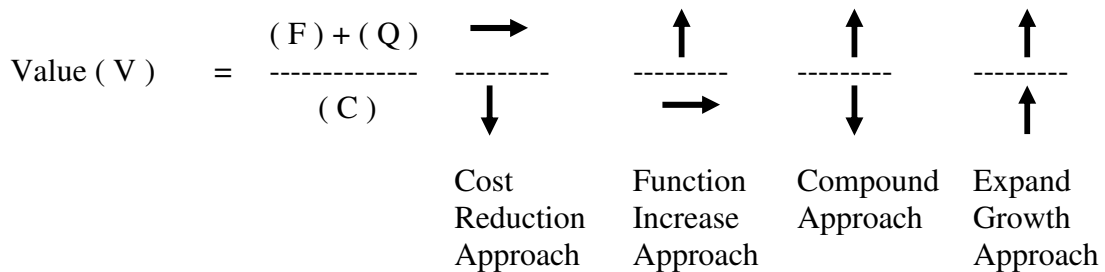 ( F ) + ( Q )
Value ( V ) = -------------- --------- --------- --------- ---------
( C )
Cost Function Compound Expand
Reduction Increase Approach Growth
Approach Approach Approach